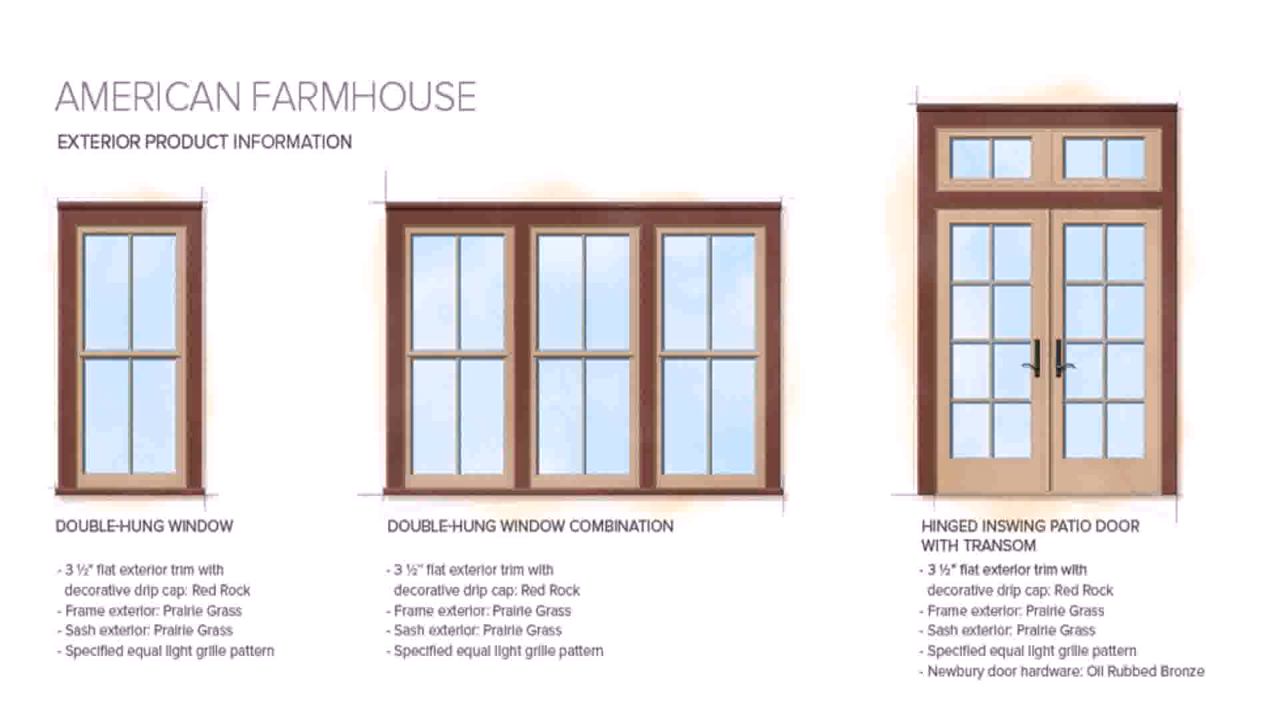 AMERICAN FARMHOUSE
EXTERIOR PRODUCT INFORMATION
DOUBLE-HUNG WINDOW
- 3 ½" flat exterior trim with
decorative drip cap: Red Rock
- Frame exterior: Prairie Grass
- Sash exterior: Prairie Grass
- Specified equal light grille pattern
DOUBLE-HUNG WINDOW COMBINATION
- 3 ½" flat exterior trim with
decorative drip cap: Red Rock
- Frame exterior: Prairie Grass
- Sash exterior: Prairie Grass
- Specified equal light grille pattern
HINGED INSWING PATIO DOOR
WITH TRANSOM
- 3 ½" flat exterior trim with
decorative drip cap: Red Rock
- Frame exterior: Prairie Grass
- Sash exterior: Prairie Grass
- Specified equal light grille pattern
- Newbury door hardware: Oil Rubbed Bronze